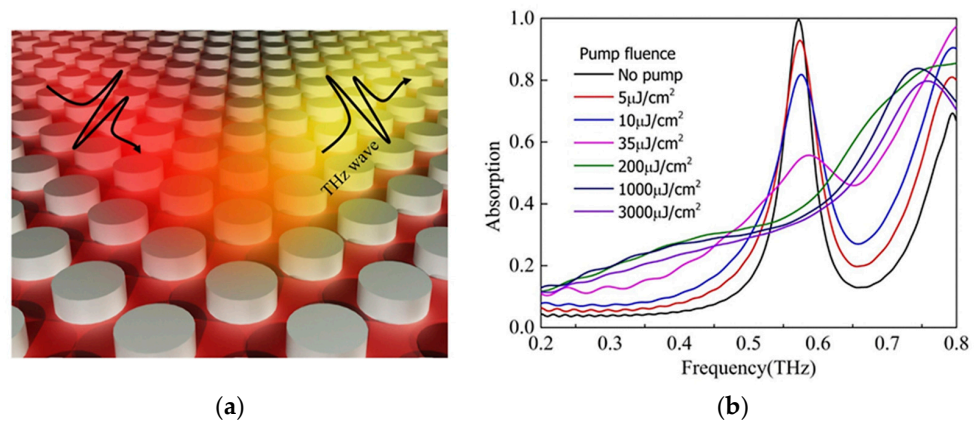 (a)
THz wave
(b)
1.0
0.8
0.6
0.4
0.2
0.0
Absorption
Pump fluence
No pump
5μJ/cm²
10μJ/cm²
35μJ/cm²
200μJ/cm²
1000μJ/cm²
3000μJ/cm²
0.2 0.3 0.4 0.5 0.6 0.7 0.8
Frequency(THz)
(a) (b)